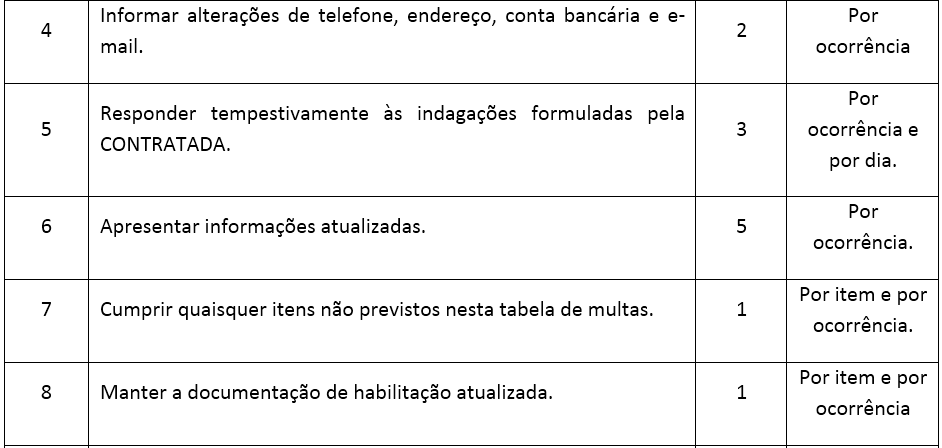 4 Informar alterações de telefone, endereço, conta bancária e e-
mail. 2 Por
ocorrência
5 Responder tempestivamente às indagações formuladas pela
CONTRATADA. 3 Por
ocorrência e
por dia.
6 Apresentar informações atualizadas. 5 Por
ocorrência.
7 Cumprir quaisquer itens não previstos nesta tabela de multas. 1 Por item e por
ocorrência.
8 Manter a documentação de habilitação atualizada. 1 Por item e por
ocorrência